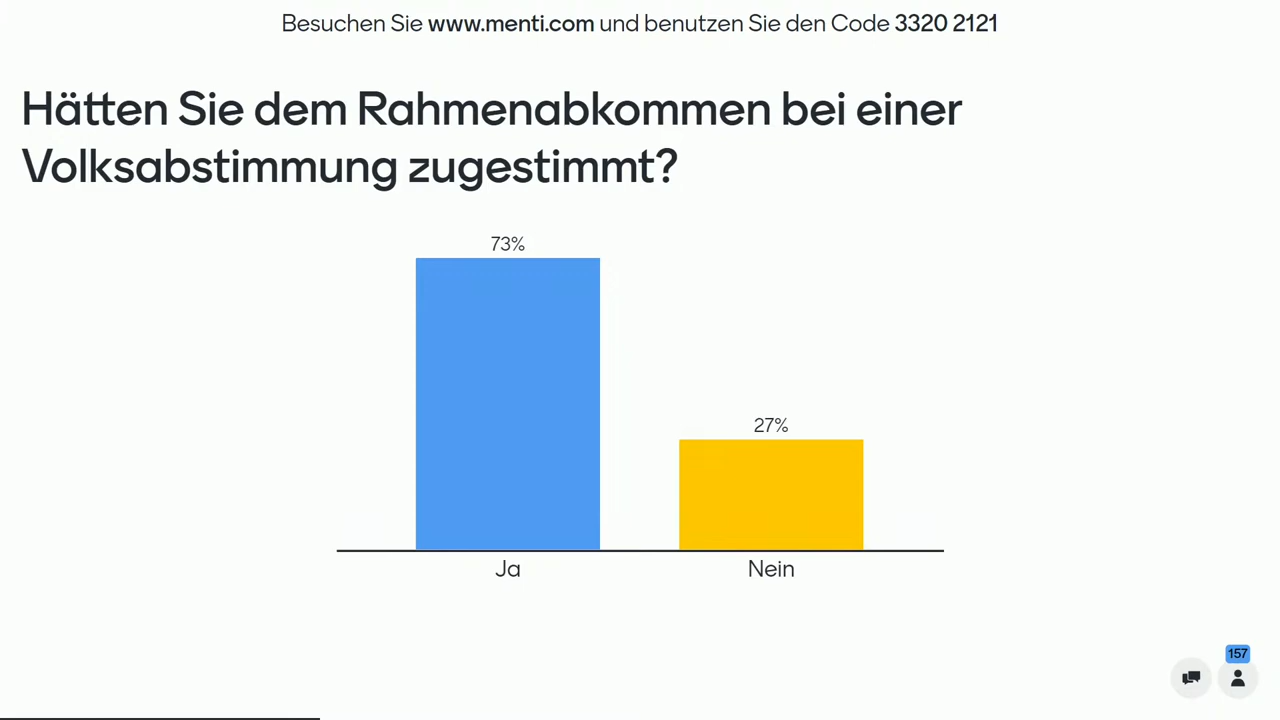 Besuchen Sie www.menti.com und benutzen Sie den Code 3320 2121
Hätten Sie dem Rahmenabkommen bei einer
Volksabstimmung zugestimmt?
73%
27%
Ja
Nein
157